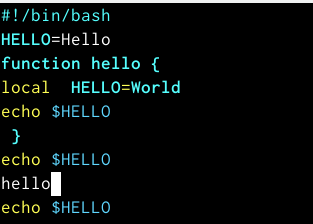 #!/bin/bash
HELLO=Hello
function hello {
local  HELLO=World
echo $HELLO
 }
echo $HELLO
hello
echo $HELLO